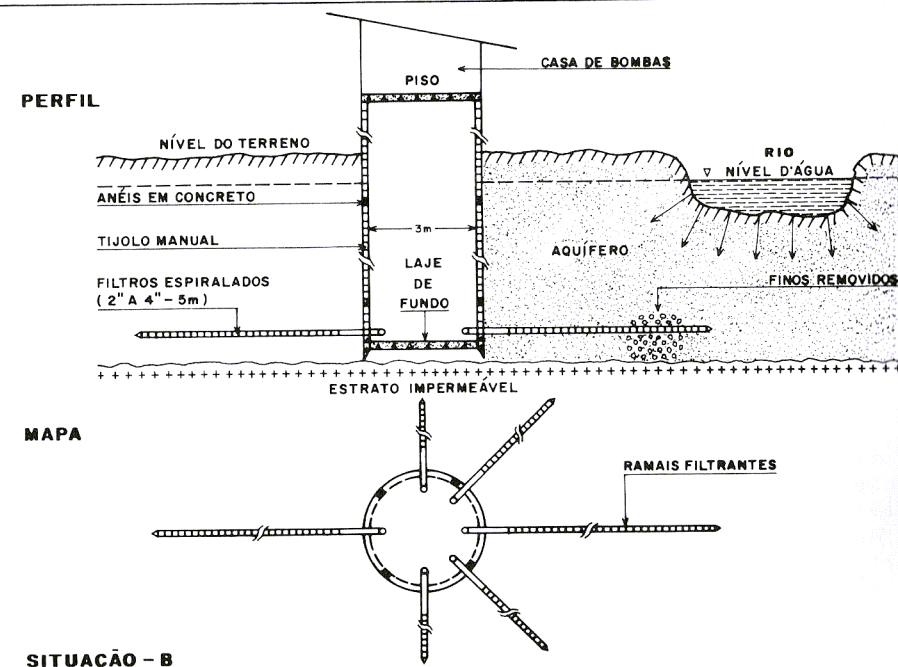 CASA DE BOMBAS
PISO
PERFIL
NÍVEL DO TERRENO
RIO
NÍVEL D'ÁGUA
ANÉIS EM CONCRETO
3m
TIJOLO MANUAL
AQUÍFERO
LAJE
DE
FUNDO
FILTROS ESPIRALADOS
(2" A 4" – 5m)
FINOS REMOVIDOS
ESTRATO IMPERMEÁVEL
MAPA
RAMAIS FILTRANTES
SITUAÇÃO – B